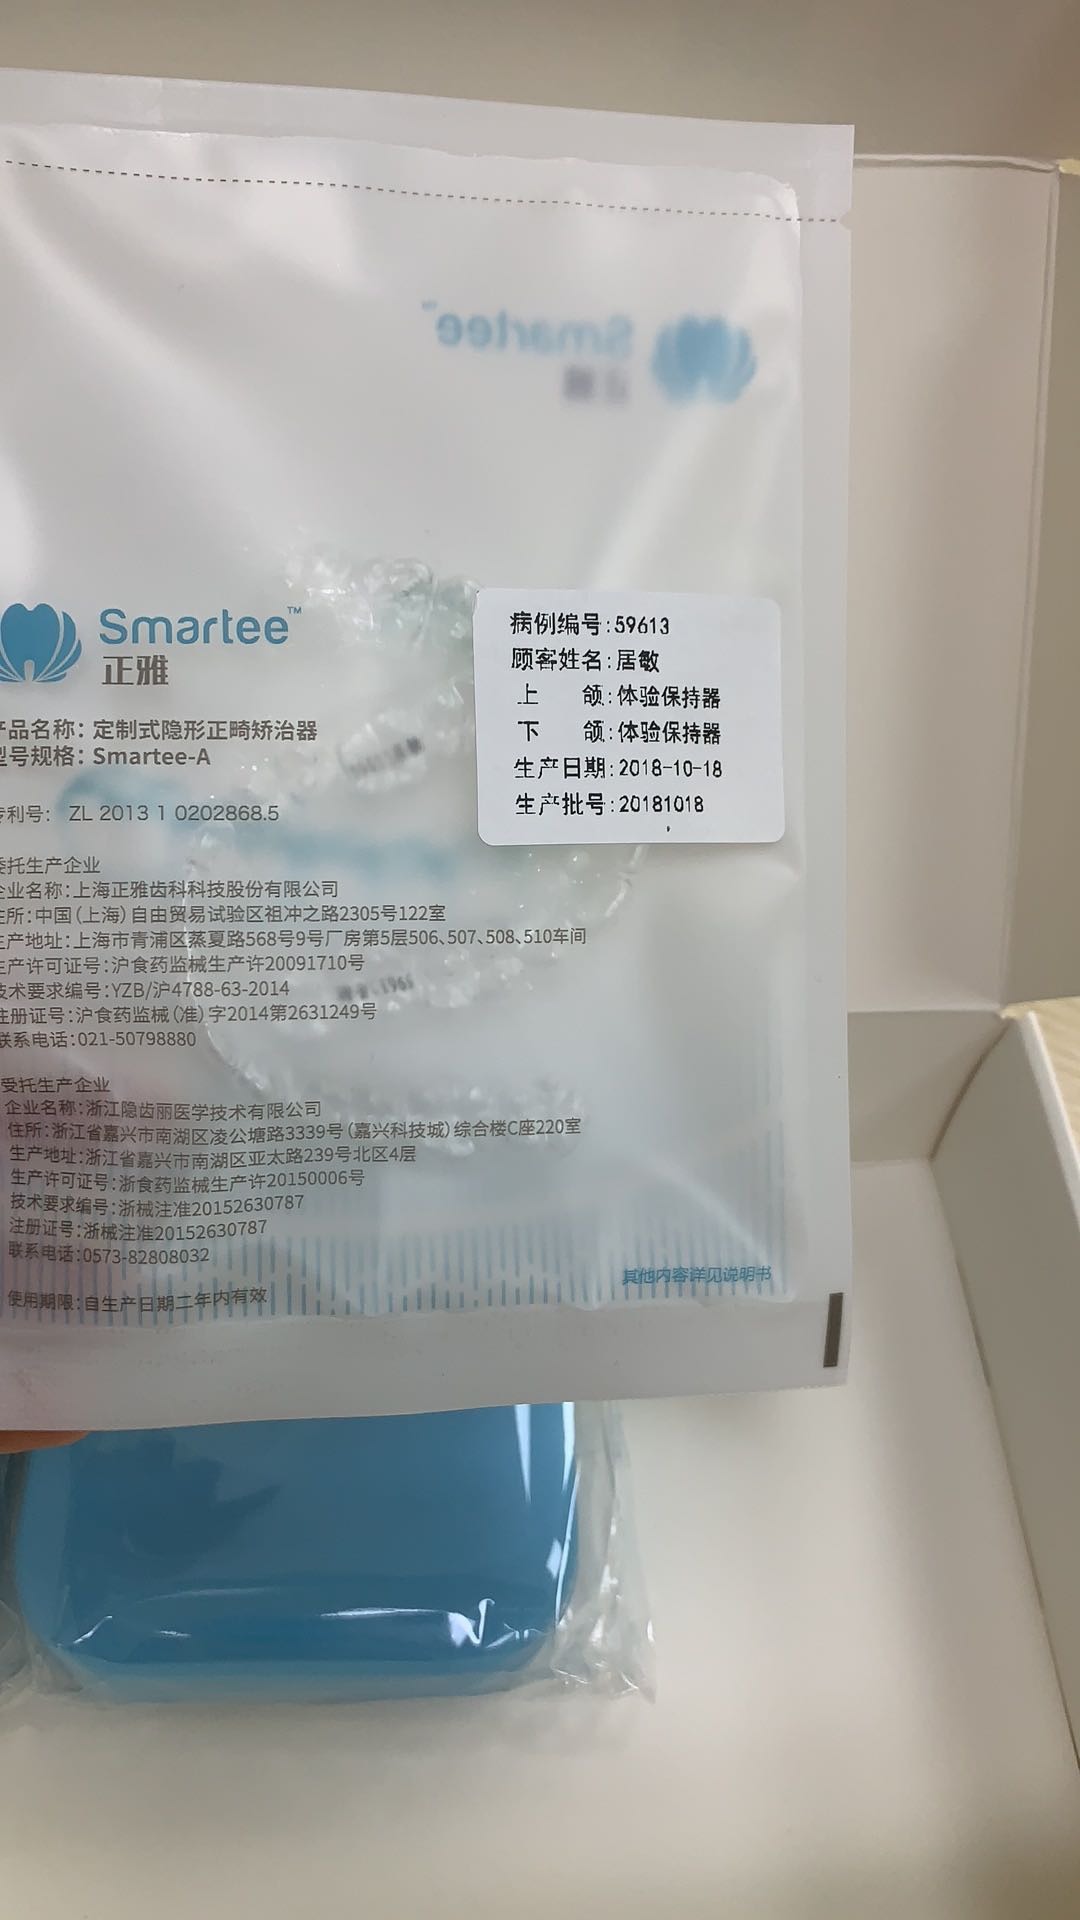 Smartee™
正雅
Smartee™
正雅
产品名称：定制式隐形正畸矫治器
型号规格：Smartee-A
专利号： ZL 2013 1 0202868.5
病例编号:59613
顾客姓名:居敏
上 颌:体验保持器
下 颌:体验保持器
生产日期:2018-10-18
生产批号:20181018
委托生产企业
企业名称:上海正雅齿科科技股份有限公司
住所:中国(上海)自由贸易试验区祖冲之路2305号122室
生产地址:上海市青浦区蒸夏路568号9号厂房第5层506、507、508、510车间
生产许可证号:沪食药监械生产许20091710号
技术要求编号:YZB/沪4788-63-2014
注册证号:沪食药监械(准)字2014第2631249号
联系电话:021-50798880
受托生产企业
企业名称:浙江隐齿丽医学技术有限公司
住所:浙江省嘉兴市南湖区凌公塘路3339号(嘉兴科技城)综合楼C座220室
生产地址:浙江省嘉兴市南湖区亚太路239号北区4层
生产许可证号:浙食药监械生产许20150006号
技术要求编号:浙械注准20152630787
注册证号:浙械注准20152630787
联系电话:0573-82808032
使用期限:自生产日期二年内有效
其他内容详见说明书